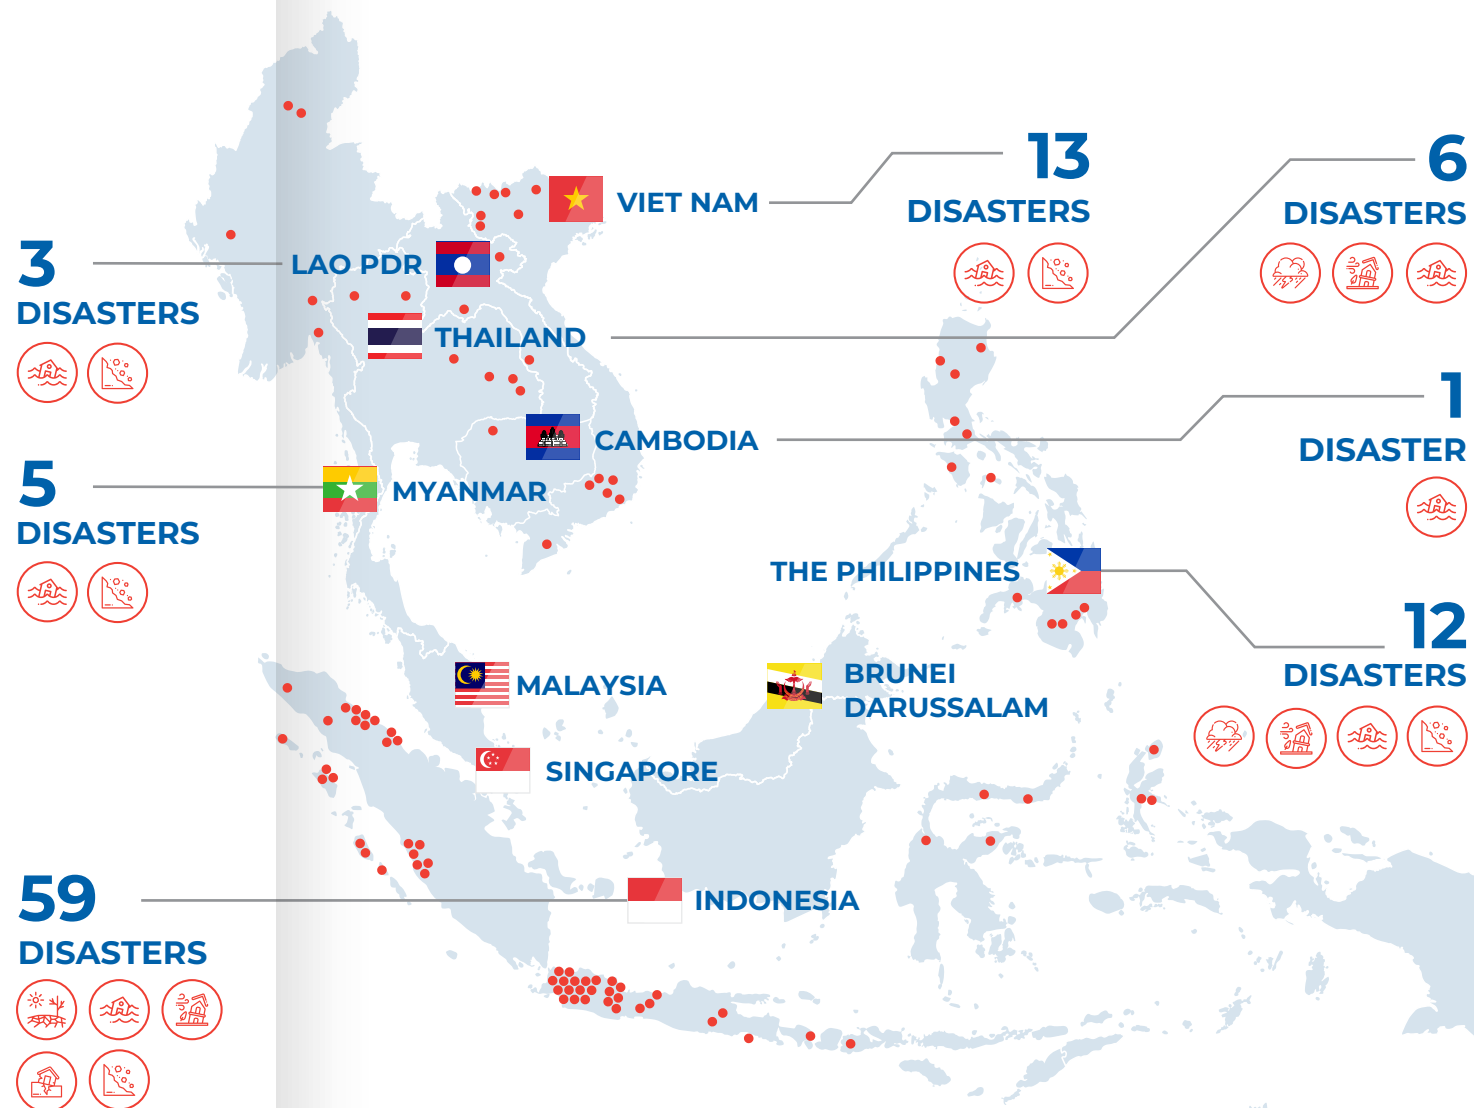 13
DISASTERS
6
DISASTERS
VIET NAM
3
DISASTERS
LAO PDR
THAILAND
1
DISASTER
CAMBODIA
5
DISASTERS
MYANMAR
THE PHILIPPINES
12
DISASTERS
MALAYSIA
BRUNEI
DARUSSALAM
SINGAPORE
59
DISASTERS
INDONESIA